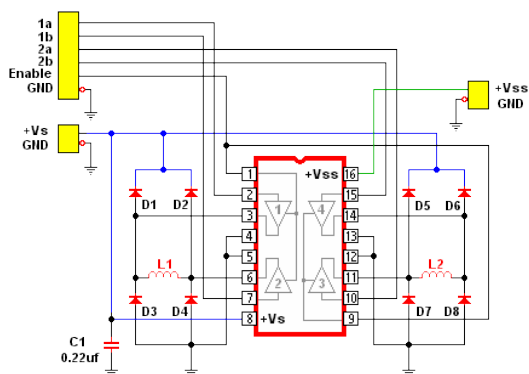 1a
1b
2a
2b
Enable
GND
+Vs
GND
+Vss
GND
1
+Vss
16
2
15
3
14
4
13
5
12
6
11
7
10
8
+Vs
9
1
4
2
3
D1
D2
D5
D6
L1
L2
D3
D4
D7
D8
C1
0.22uf